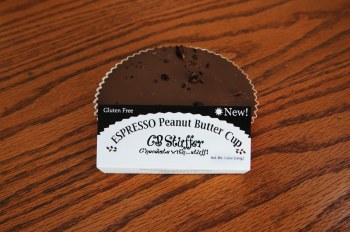 Gluten Free
New!
ESPRESSO Peanut Butter Cup
CB Stuffer
Chocolate with...stuff!